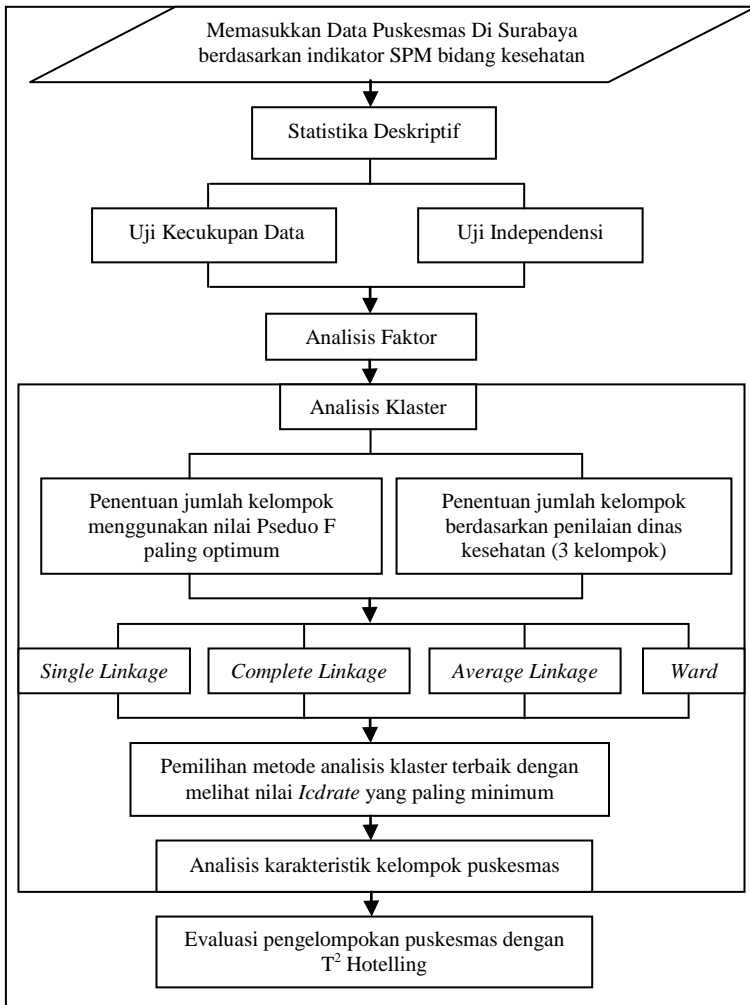 Memasukkan Data Puskesmas Di Surabaya
berdasarkan indikator SPM bidang kesehatan
Statistika Deskriptif
Uji Kecukupan Data
Uji Independensi
Analisis Faktor
Analisis Klaster
Penentuan jumlah kelompok
menggunakan nilai Pseduo F
paling optimum
Penentuan jumlah kelompok
berdasarkan penilaian dinas
kesehatan (3 kelompok)
Single Linkage
Complete Linkage
Average Linkage
Ward
Pemilihan metode analisis klaster terbaik dengan
melihat nilai Icdrate yang paling minimum
Analisis karakteristik kelompok puskesmas
Evaluasi pengelompokan puskesmas dengan
T² Hotelling